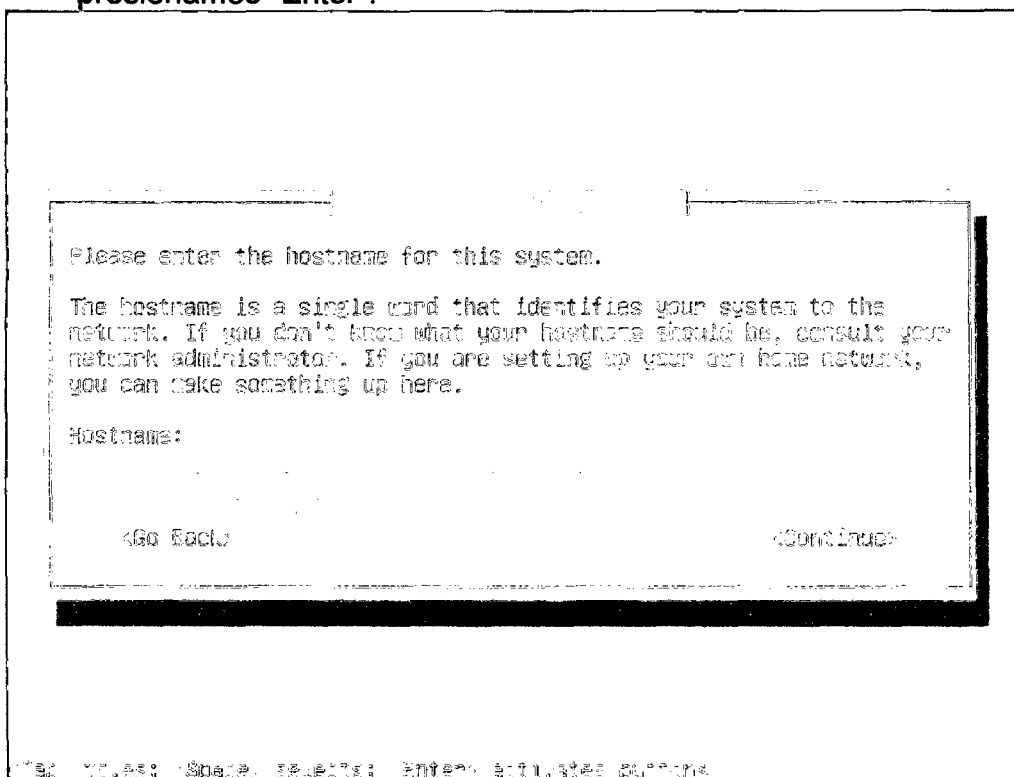 presionamos "Enter".
Please enter the hostname for this system.
The hostname is a single word that identifies your system to the
network. If you don't know what your hostname should be, consult your
network administrator. If you are setting up your own home network,
you can make something up here.
Hostname:
<Go Back>
<Continue>
<Tab> moves; <Space> selects; <Enter> activates buttons